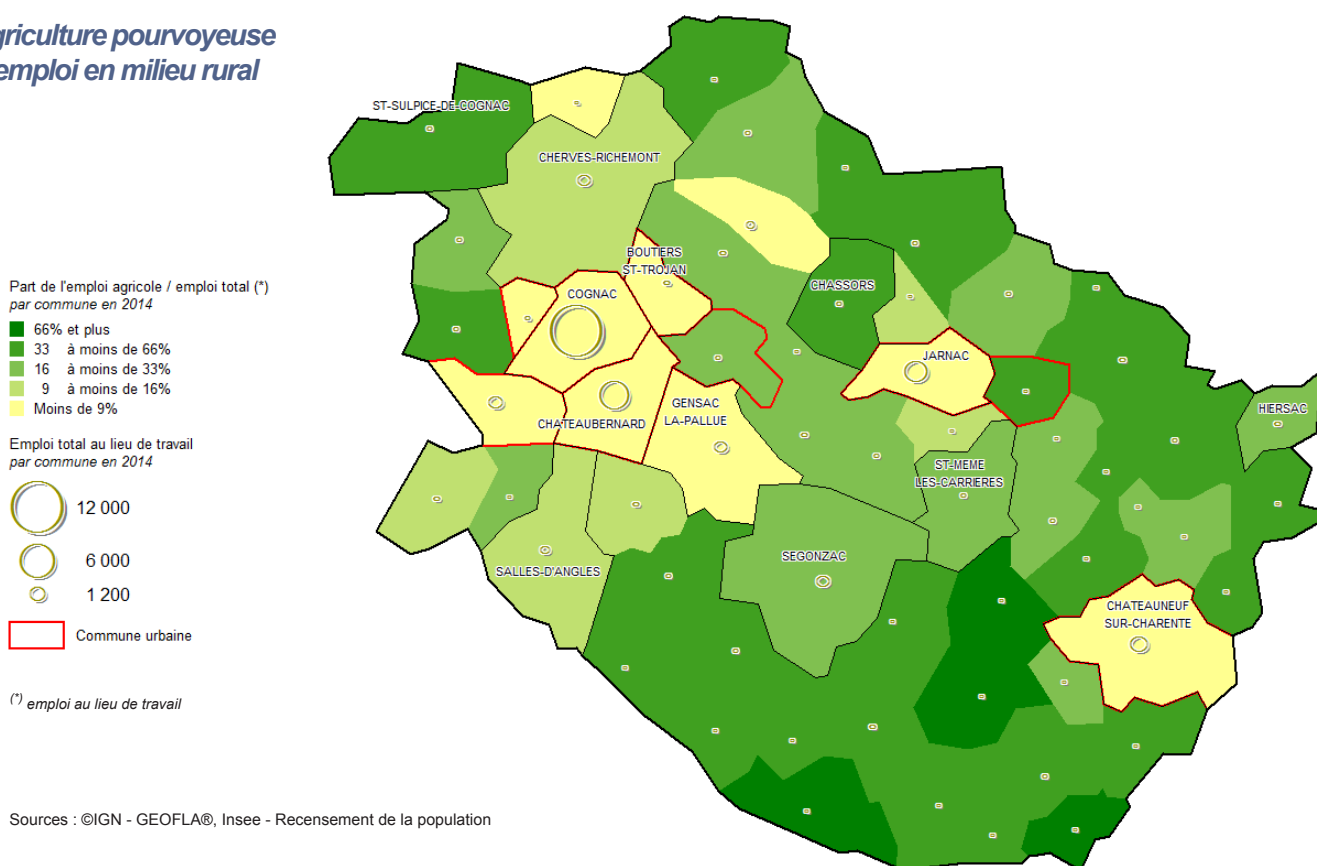 griculture pourvoyeuse
emploi en milieu rural
ST-SULPICE-DE-COGNAC
CHERVES-RICHEMONT
BOUTIERS
ST-TROJAN
COGNAC
CHASSORS
JARNAC
GENSAC
LA-PALLUE
CHATEAUBERNARD
HIERSAC
ST-MEME
LES-CARRIERES
SEGONZAC
SALLES-D'ANGLES
CHATEAUNEUF
SUR-CHARENTE
Part de l'emploi agricole / emploi total (*)
par commune en 2014
66% et plus
33 à moins de 66%
16 à moins de 33%
9 à moins de 16%
Moins de 9%
Emploi total au lieu de travail
par commune en 2014
12 000
6 000
1 200
Commune urbaine
(*) emploi au lieu de travail
Sources : ©IGN - GEOFLA®, Insee - Recensement de la population